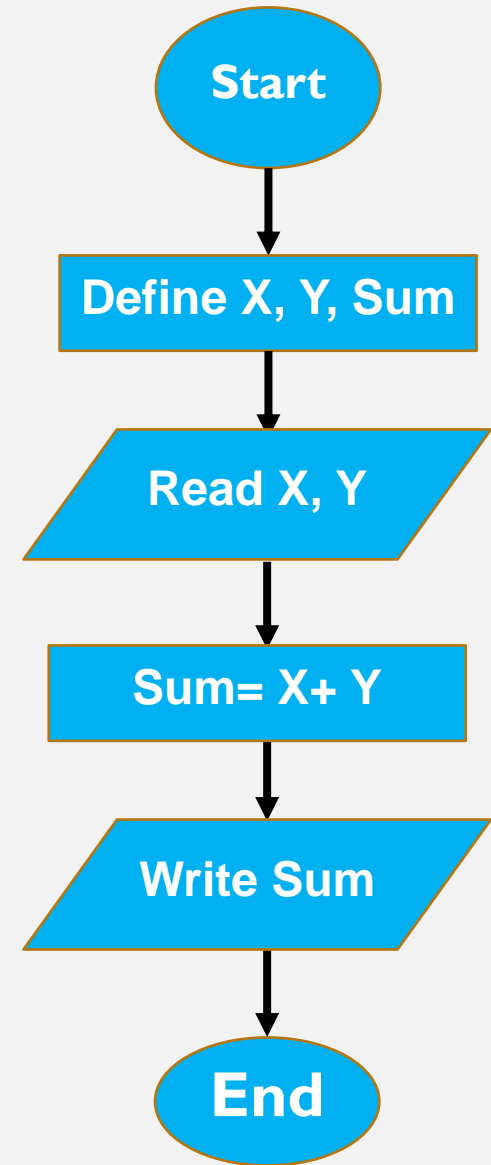 Start
Define X, Y, Sum
Read X, Y
Sum= X+ Y
Write Sum
End